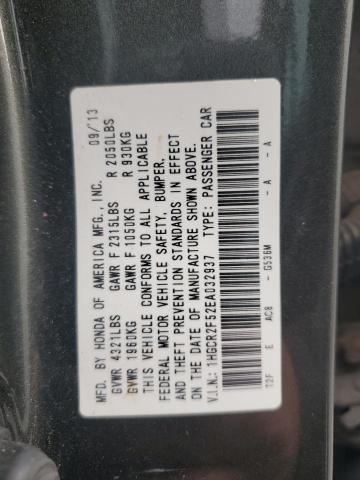 MFD. BY HONDA OF AMERICA MFG., INC. 09/'13
GVWR 4321LBS GAWR F 2315LBS R 2050LBS
GVWR 1960KG GAWR F 1050KG R 930KG
THIS VEHICLE CONFORMS TO ALL APPLICABLE
FEDERAL MOTOR VEHICLE SAFETY, BUMPER,
AND THEFT PREVENTION STANDARDS IN EFFECT
ON THE DATE OF MANUFACTURE SHOWN ABOVE.
V.I.N.: 1HGCR2F52EA032937 TYPE: PASSENGER CAR
T2F E AC8 - G536M - A - A